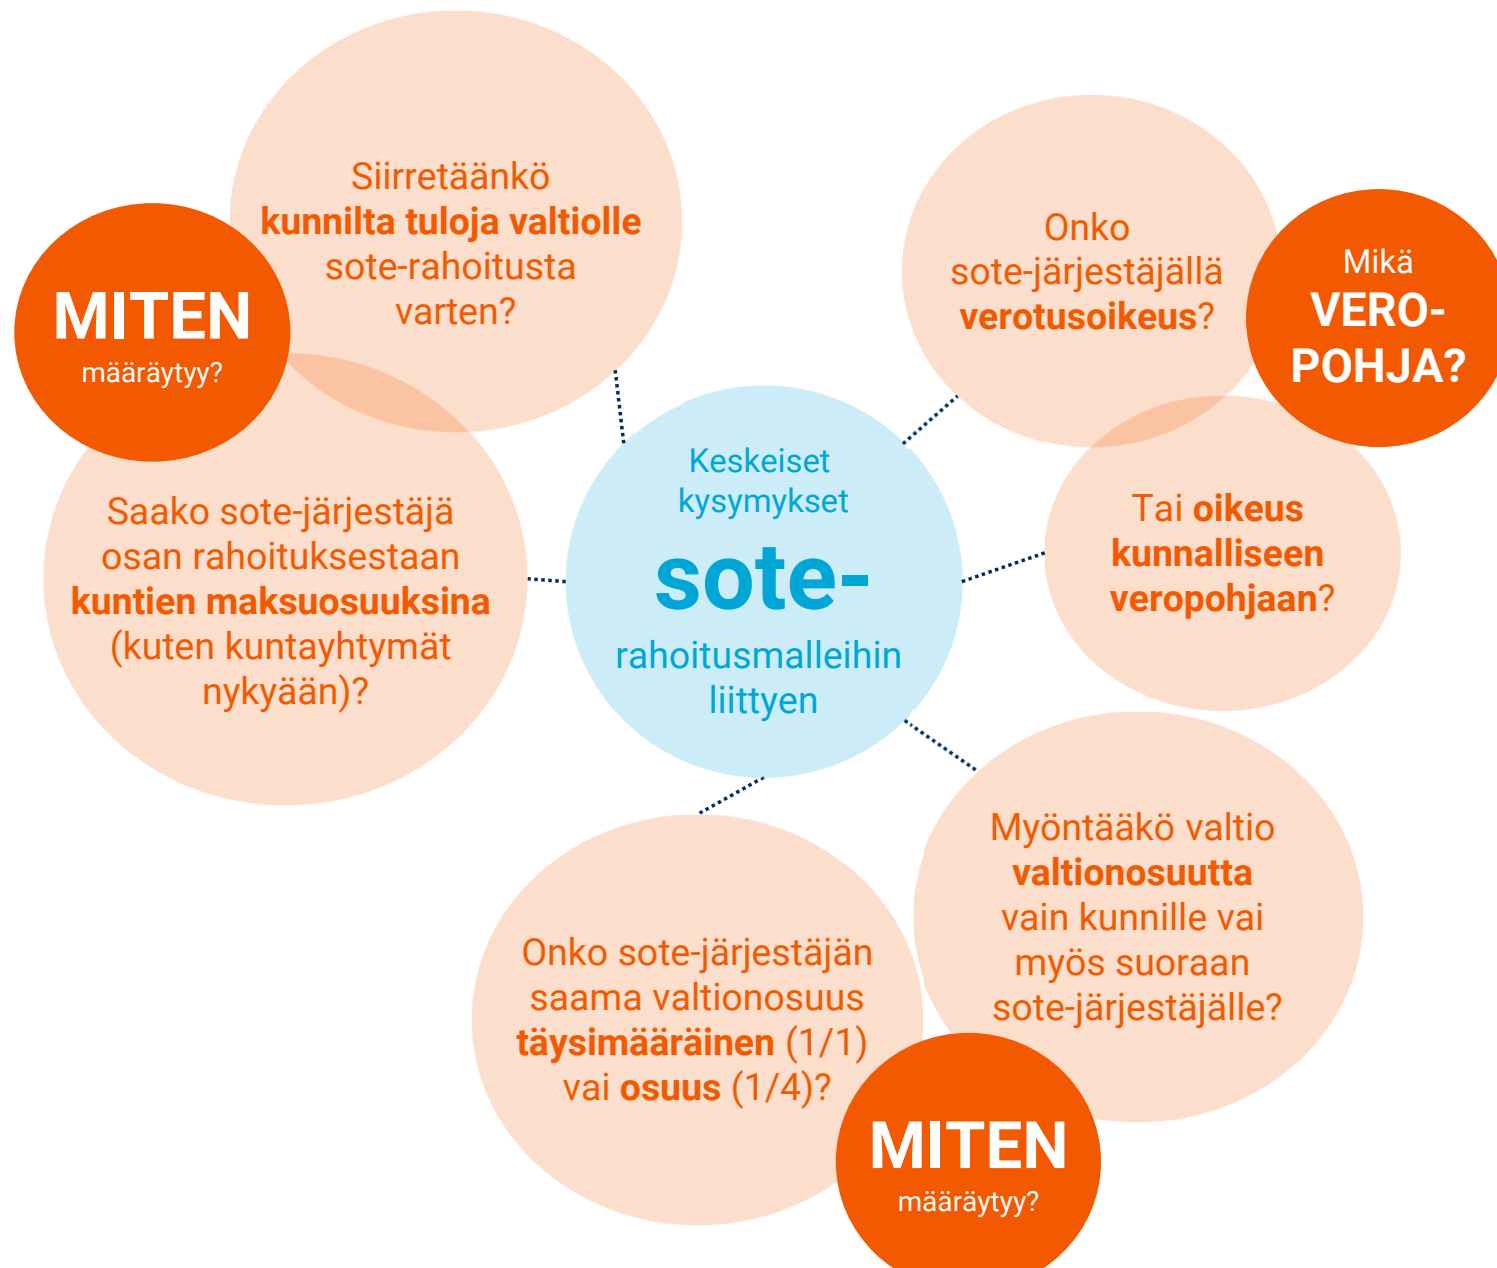 Siirretäänkö
kunnilta tuloja valtiolle
sote-rahoitusta
varten?
MITEN
määräytyy?
Saako sote-järjestäjä
osan rahoituksestaan
kuntien maksuosuuksina
(kuten kuntayhtymät
nykyään)?
Keskeiset
kysymykset
sote-
rahoitusmalleihin
liittyen
Onko
sote-järjestäjällä
verotusoikeus?
Mikä
VERO-
POHJA?
Tai oikeus
kunnalliseen
veropohjaan?
Myöntääkö valtio
valtionosuutta
vain kunnille vai
myös suoraan
sote-järjestäjälle?
Onko sote-järjestäjän
saama valtionosuus
täysimääräinen (1/1)
vai osuus (1/4)?
MITEN
määräytyy?